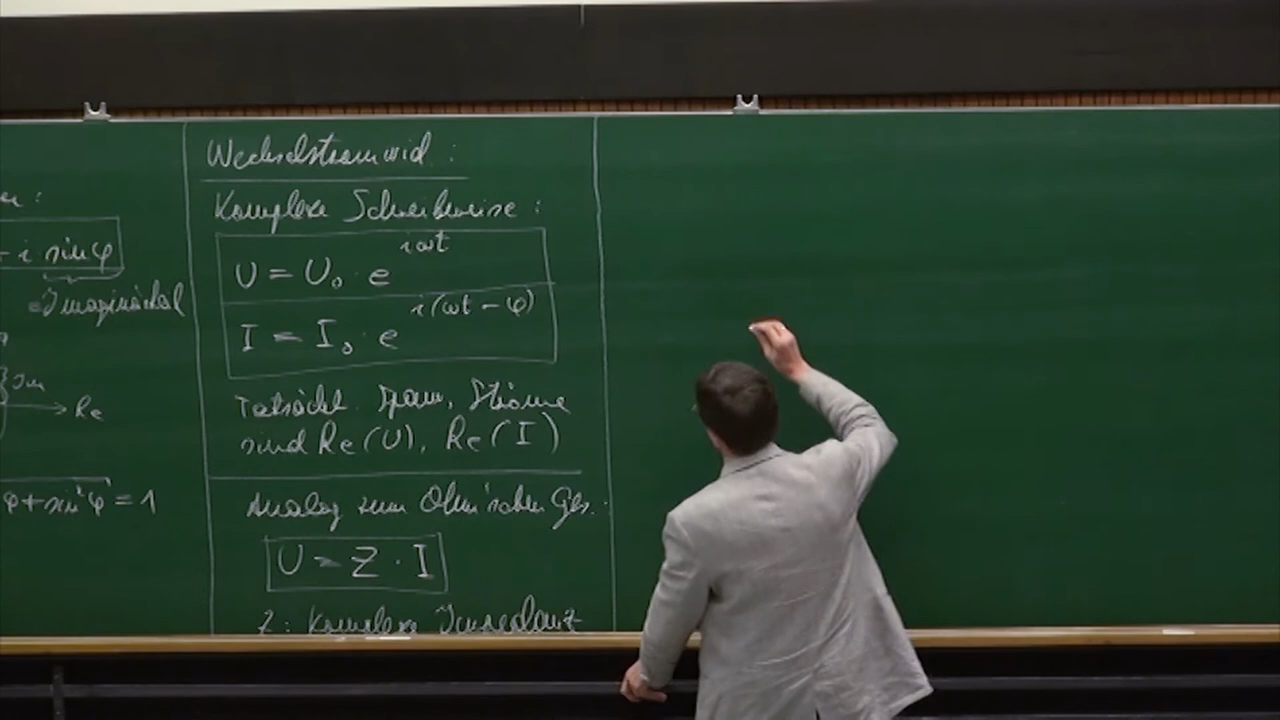 :
+ i sin φ
= Imaginärteil
} Im
Re
φ + sin² φ = 1
Wechselstromwid :
Komplexe Schreibweise :
U = U₀ · e^{iωt}
I = I₀ · e^{i(ωt - φ)}
Tatsächl. Spann., Ströme
sind Re(U), Re(I)
Analog zum Ohm'schen Ges. :
U = Z · I
Z : Komplexe Impedanz